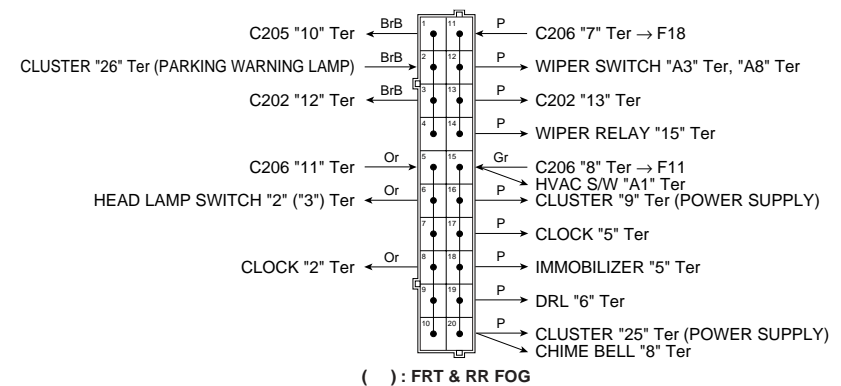 C205 "10" Ter BrB 1 11 P C206 "7" Ter → F18
CLUSTER "26" Ter (PARKING WARNING LAMP) BrB 2 12 P WIPER SWITCH "A3" Ter, "A8" Ter
C202 "12" Ter BrB 3 13 P C202 "13" Ter
4 14 P WIPER RELAY "15" Ter
C206 "11" Ter Or 5 15 Gr C206 "8" Ter → F11
HVAC S/W "A1" Ter
HEAD LAMP SWITCH "2" ("3") Ter Or 6 16 P CLUSTER "9" Ter (POWER SUPPLY)
7 17 P CLOCK "5" Ter
CLOCK "2" Ter Or 8 18 P IMMOBILIZER "5" Ter
9 19 P DRL "6" Ter
10 20 P CLUSTER "25" Ter (POWER SUPPLY)
CHIME BELL "8" Ter
( ) : FRT & RR FOG